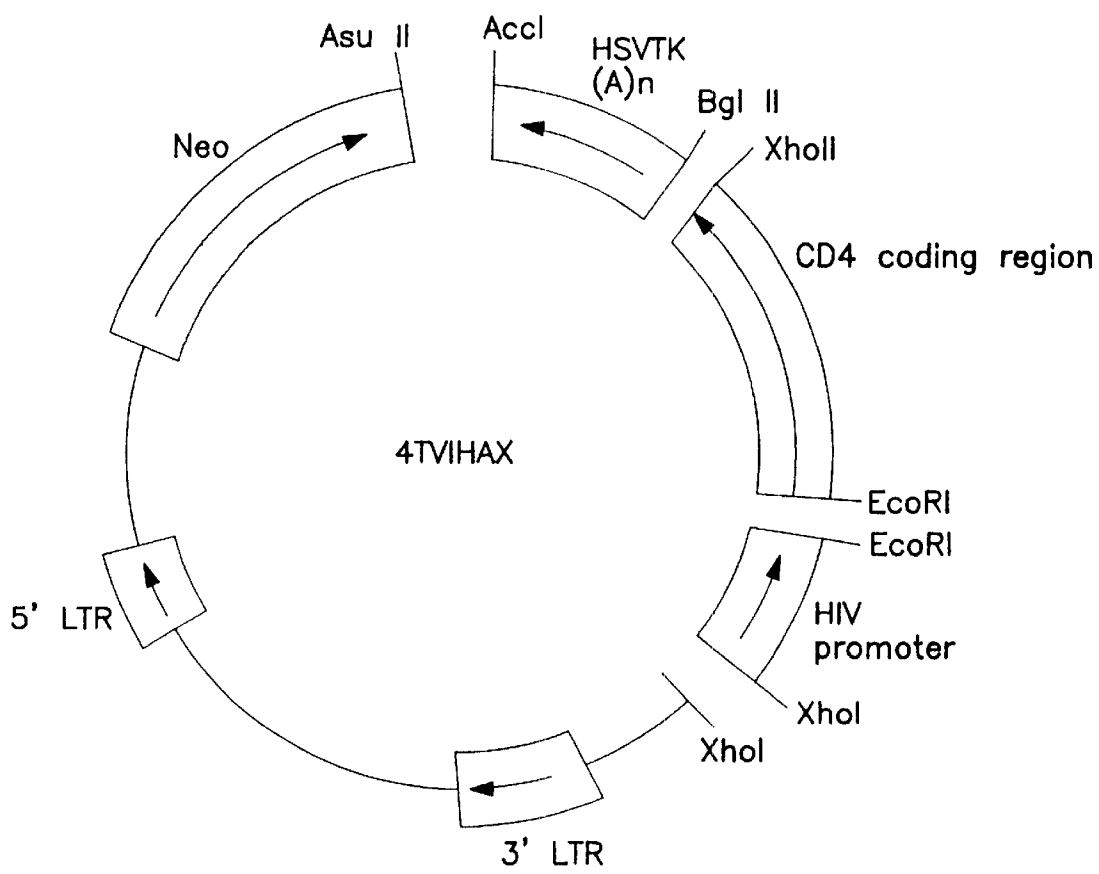 Asu II
AccI
HSVTK
(A)n
Bgl II
XhoII
Neo
CD4 coding region
4TVIHAX
EcoRI
EcoRI
5' LTR
HIV
promoter
XhoI
XhoI
3' LTR